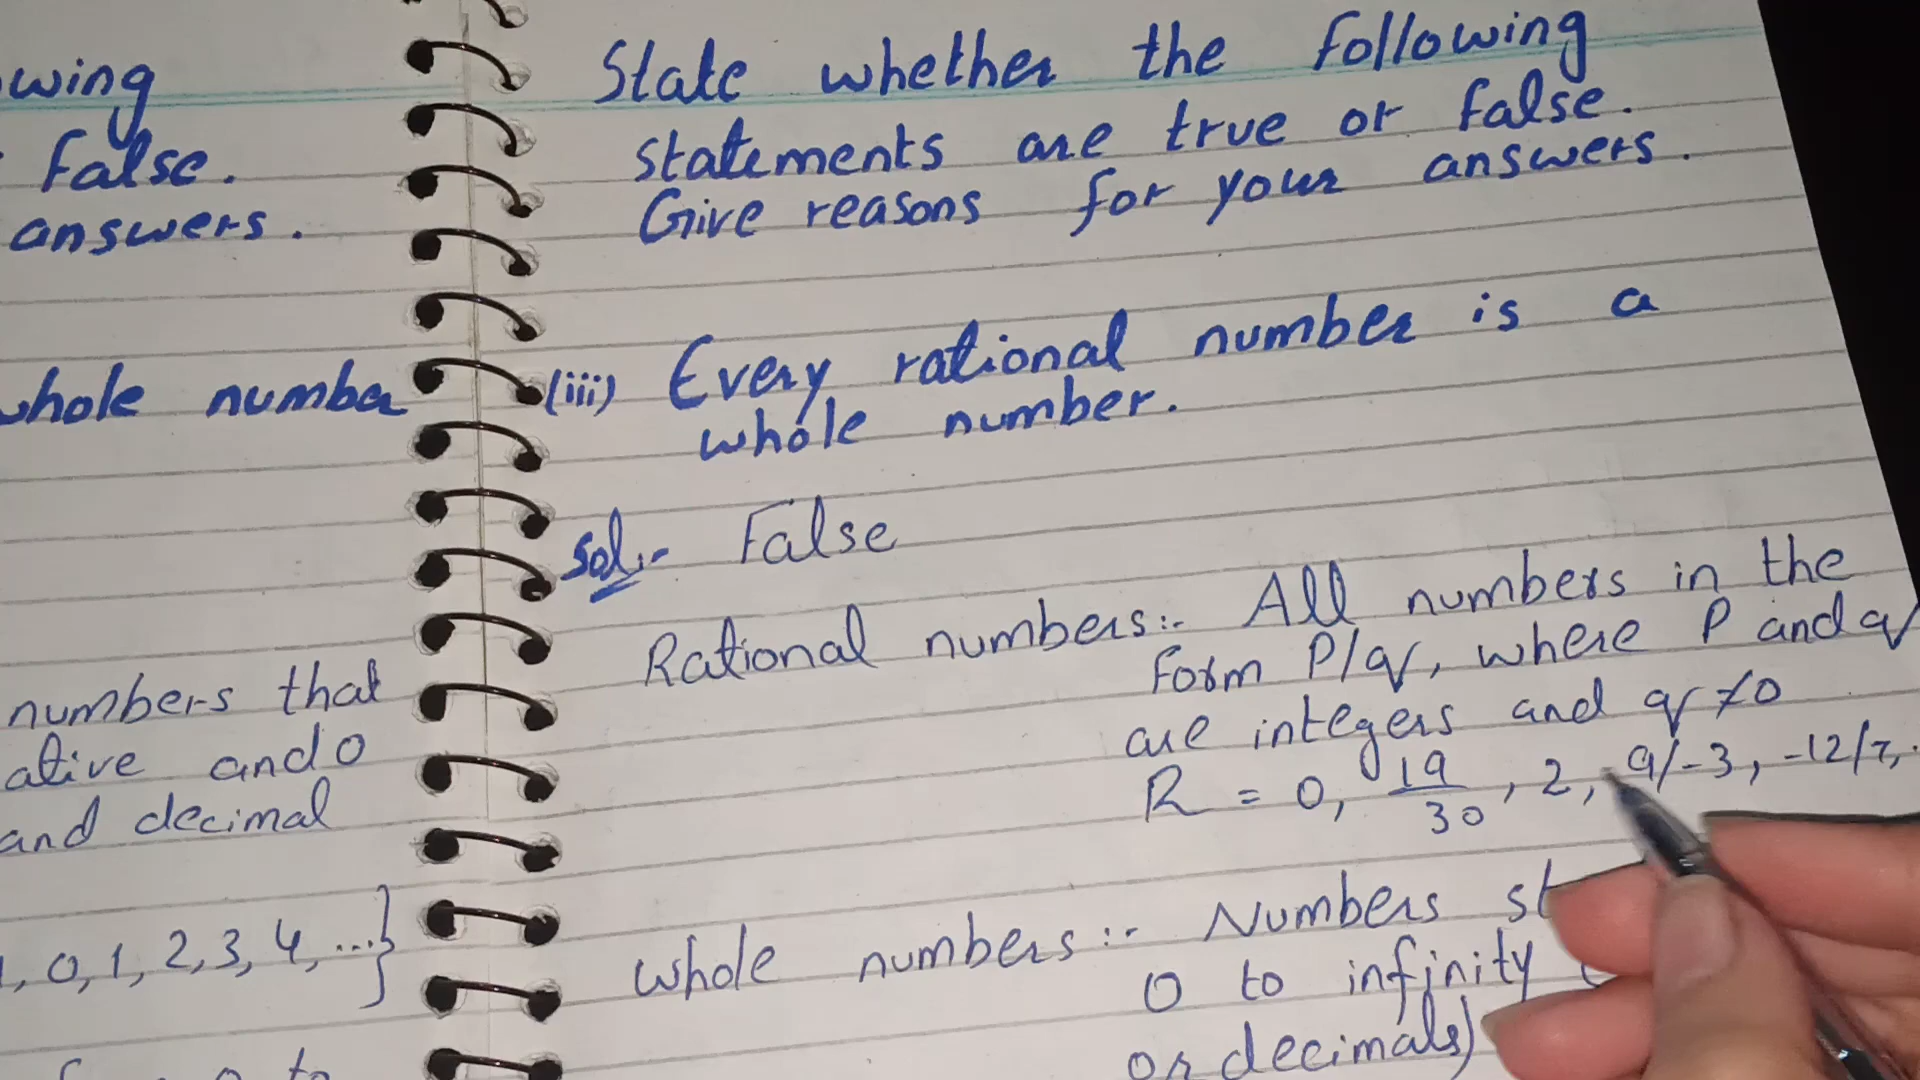 wing
false.
answers.
whole number
numbers that
ative and 0
and decimal
, 0, 1, 2, 3, 4, ...}
to
State whether the following
statements are true or false.
Give reasons for your answers.
(iii) Every rational number is a
whole number.
Sol:- False
Rational numbers:- All numbers in the
form P/q, where P and q
are integers and q ≠ 0
R = 0, 19/30, 2, 9/-3, -12/7, .
whole numbers:- Numbers st
0 to infinity (
or decimals)